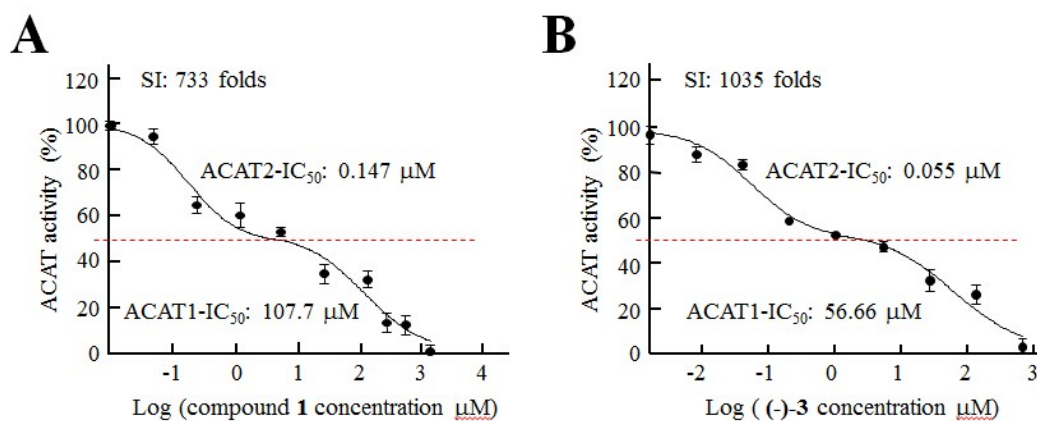 A
B
SI: 733 folds
SI: 1035 folds
ACAT activity (%)
ACAT activity (%)
120
100
80
60
40
20
0
120
100
80
60
40
20
0
ACAT2-IC₅₀: 0.147 μM
ACAT2-IC₅₀: 0.055 μM
ACAT1-IC₅₀: 107.7 μM
ACAT1-IC₅₀: 56.66 μM
-1 0 1 2 3 4
-2 -1 0 1 2 3
Log (compound 1 concentration μM)
Log ( (-)-3 concentration μM)